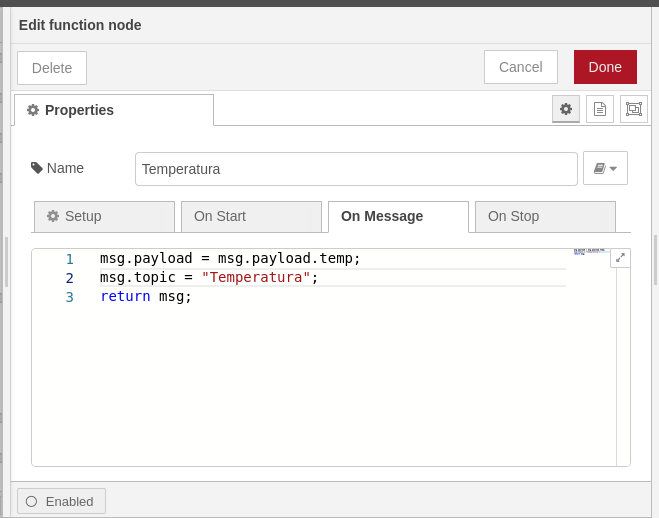 Edit function node
Delete
Cancel
Done
Properties
Name
Temperatura
Setup
On Start
On Message
On Stop
1 msg.payload = msg.payload.temp;
2 msg.topic = "Temperatura";
3 return msg;
Enabled